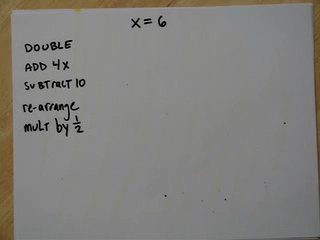 x = 6
DOUBLE
ADD 4x
SUBTRACT 10
re-arrange
MULT by 1/2